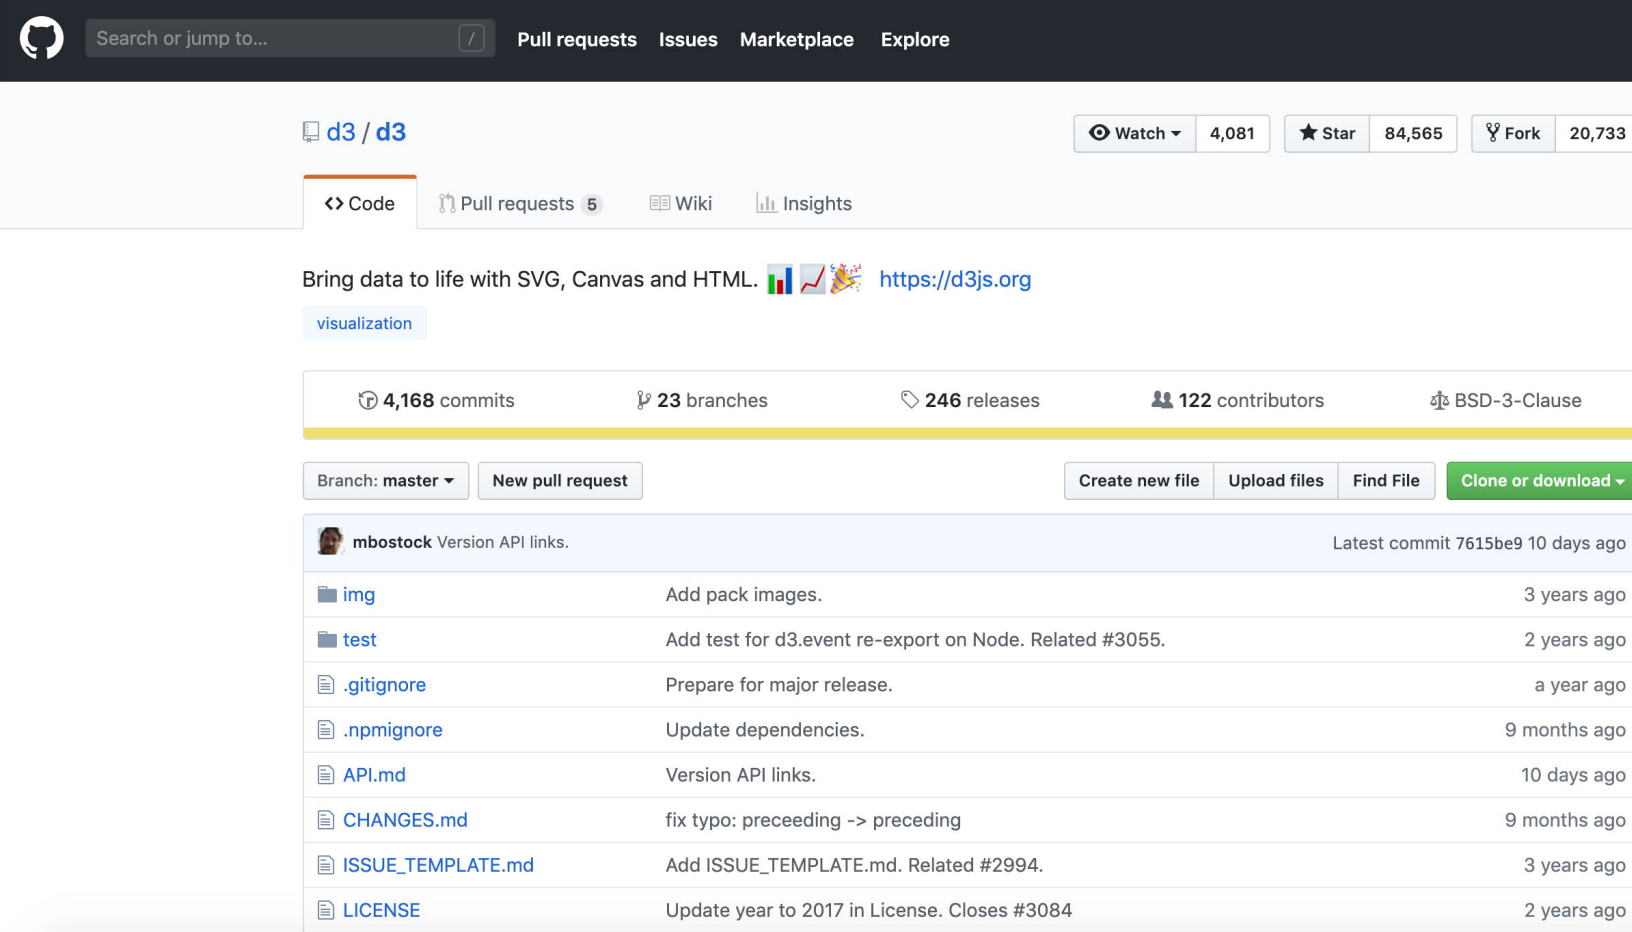 Search or jump to... /
Pull requests Issues Marketplace Explore
d3 / d3
Watch 4,081 Star 84,565 Fork 20,733
Code Pull requests 5 Wiki Insights
Bring data to life with SVG, Canvas and HTML. 📊📈🎉 https://d3js.org
visualization
4,168 commits 23 branches 246 releases 122 contributors BSD-3-Clause
Branch: master New pull request Create new file Upload files Find File Clone or download
mbostock Version API links. Latest commit 7615be9 10 days ago
img Add pack images. 3 years ago
test Add test for d3.event re-export on Node. Related #3055. 2 years ago
.gitignore Prepare for major release. a year ago
.npmignore Update dependencies. 9 months ago
API.md Version API links. 10 days ago
CHANGES.md fix typo: preceeding -> preceding 9 months ago
ISSUE_TEMPLATE.md Add ISSUE_TEMPLATE.md. Related #2994. 3 years ago
LICENSE Update year to 2017 in License. Closes #3084 2 years ago